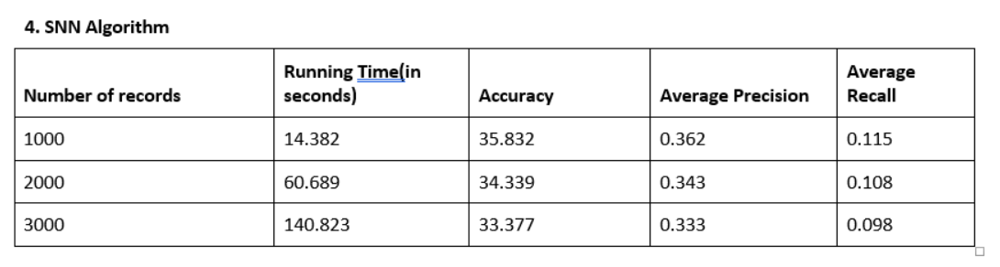 4. SNN Algorithm
Number of records Running Time(in seconds) Accuracy Average Precision Average Recall
1000 14.382 35.832 0.362 0.115
2000 60.689 34.339 0.343 0.108
3000 140.823 33.377 0.333 0.098